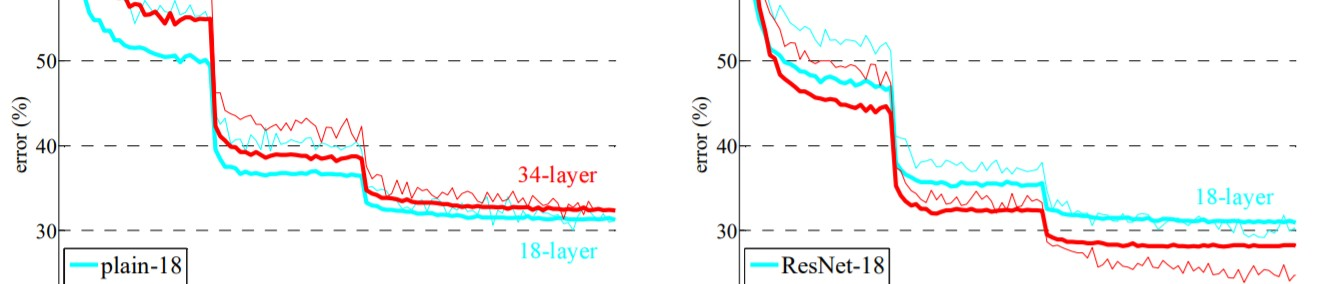 50
40
30
error (%)
34-layer
18-layer
plain-18
50
40
30
error (%)
18-layer
ResNet-18